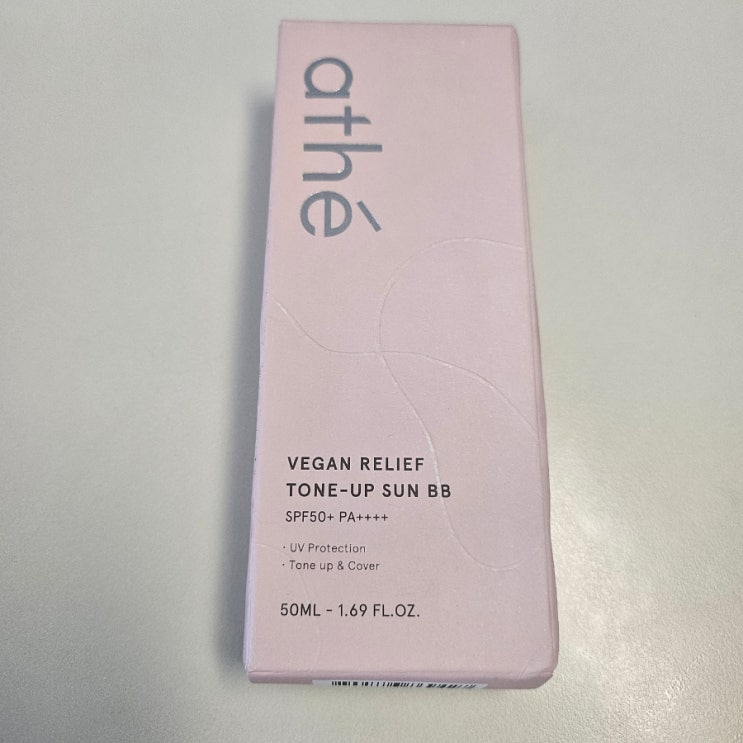 athé
VEGAN RELIEF
TONE-UP SUN BB
SPF50+ PA++++
· UV Protection
· Tone up & Cover
50ML - 1.69 FL.OZ.